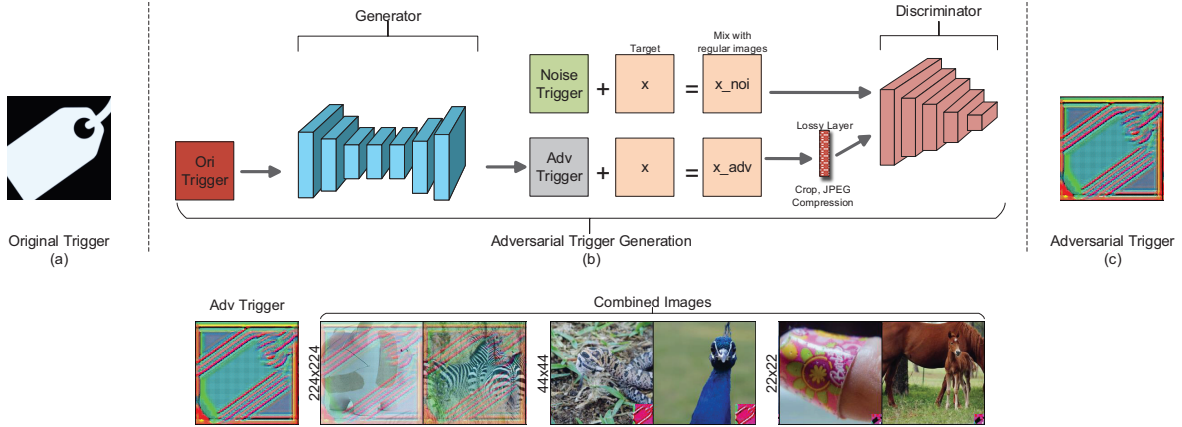 Generator
Discriminator
Target
Mix with
regular images
Noise
Trigger
+
x
=
x_noi
Ori
Trigger
Adv
Trigger
+
x
=
x_adv
Lossy Layer
Crop, JPEG
Compression
Original Trigger
(a)
Adversarial Trigger Generation
(b)
Adversarial Trigger
(c)
Adv Trigger
Combined Images
224x224
44x44
22x22